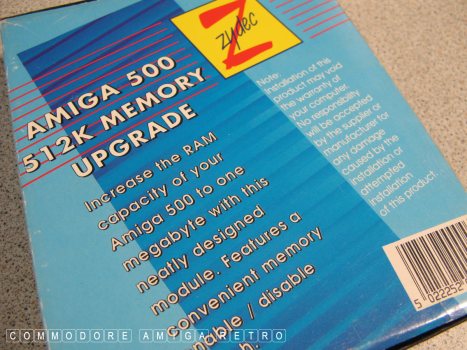 zydec
AMIGA 500
512K MEMORY
UPGRADE
Increase the RAM
capacity of your
Amiga 500 to one
megabyte with this
neatly designed
module. Features a
convenient memory
nable / disable
h.
Note:
Installation of this
product may void
the warranty of
your computer.
No responsibility
will be accepted
by the supplier or
manufacturer for
any damage
caused by the
installation or
attempted
installation
of this product.
5 022252
COMMODORE AMIGA RETRO